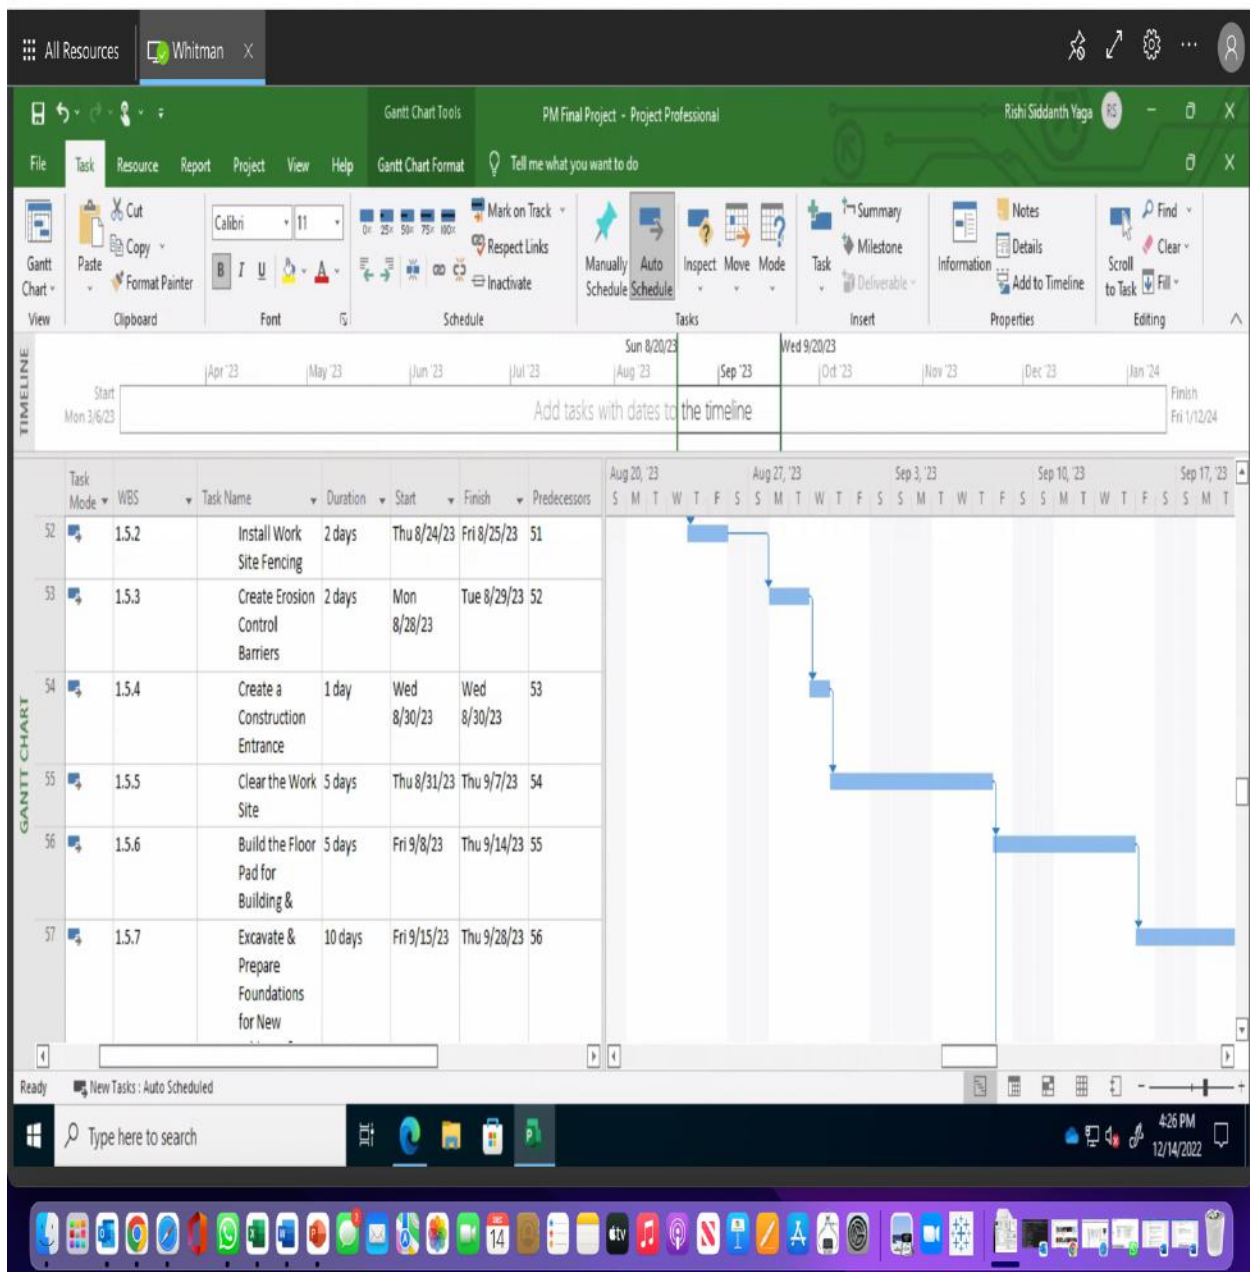 All Resources Whitman
Gantt Chart Tools PM Final Project - Project Professional Rishi Siddanth Yaga RS
File Task Resource Report Project View Help Gantt Chart Format Tell me what you want to do
Cut Calibri 11 Mark on Track Summary Notes Find
0% 25% 50% 75% 100%
Copy Respect Links Milestone Details Clear
Gantt Chart Paste Format Painter B I U A Inactivate Manually Schedule Auto Schedule Inspect Move Mode Task Deliverable Information Add to Timeline Scroll to Task Fill
View Clipboard Font Schedule Tasks Insert Properties Editing
TIMELINE
Sun 8/20/23 Wed 9/20/23
Apr '23 May '23 Jun '23 Jul '23 Aug '23 Sep '23 Oct '23 Nov '23 Dec '23 Jan '24
Start Finish
Mon 3/6/23 Add tasks with dates to the timeline Fri 1/12/24
GANTT CHART
Task Aug 20, '23 Aug 27, '23 Sep 3, '23 Sep 10, '23 Sep 17, '23
Mode WBS Task Name Duration Start Finish Predecessors S M T W T F S S M T W T F S S M T W T F S S M T W T F S S M T
52 1.5.2 Install Work 2 days Thu 8/24/23 Fri 8/25/23 51
Site Fencing
53 1.5.3 Create Erosion 2 days Mon Tue 8/29/23 52
Control 8/28/23
Barriers
54 1.5.4 Create a 1 day Wed Wed 53
Construction 8/30/23 8/30/23
Entrance
55 1.5.5 Clear the Work 5 days Thu 8/31/23 Thu 9/7/23 54
Site
56 1.5.6 Build the Floor 5 days Fri 9/8/23 Thu 9/14/23 55
Pad for
Building &
57 1.5.7 Excavate & 10 days Fri 9/15/23 Thu 9/28/23 56
Prepare
Foundations
for New
Ready New Tasks : Auto Scheduled
Type here to search
4:26 PM
12/14/2022
DEC
14
tv